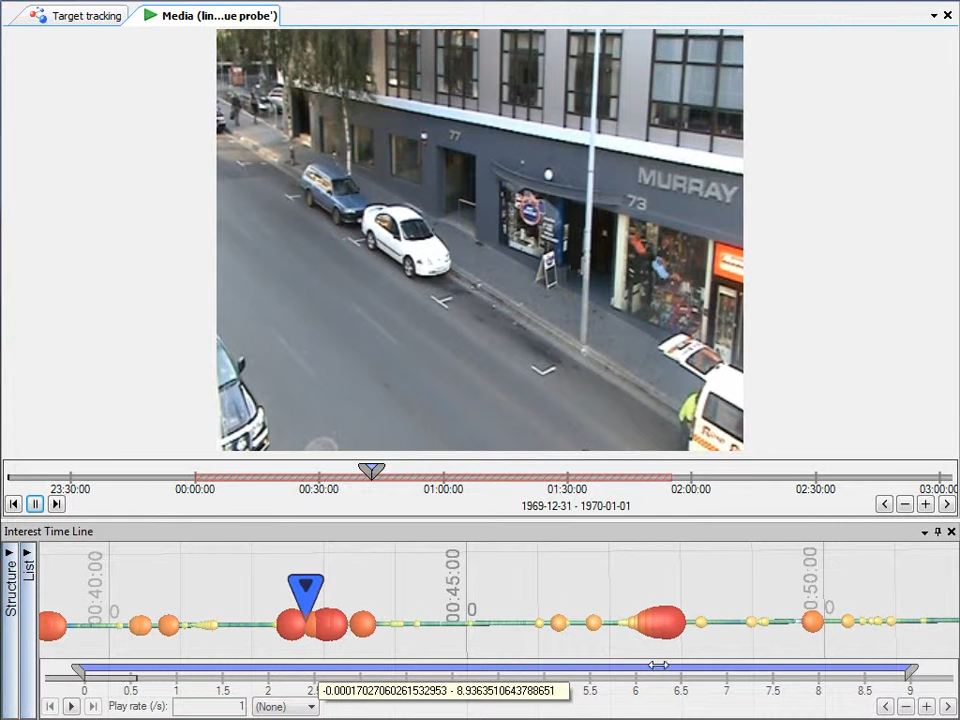 Target tracking
Media (lin...ue probe')
77
MURRAY
73
23:30:00 00:00:00 00:30:00 01:00:00 01:30:00 02:00:00 02:30:00 03:00:00
1969-12-31 - 1970-01-01
Interest Time Line
Structure
List
00:40:00 0
00:45:00 0
00:50:00 0
0 0.5 1 1.5 2 2.5 5.5 6 6.5 7 7.5 8 8.5 9
-0.00017027060261532953 - 8.9363510643788651
Play rate (/s): 1 (None)